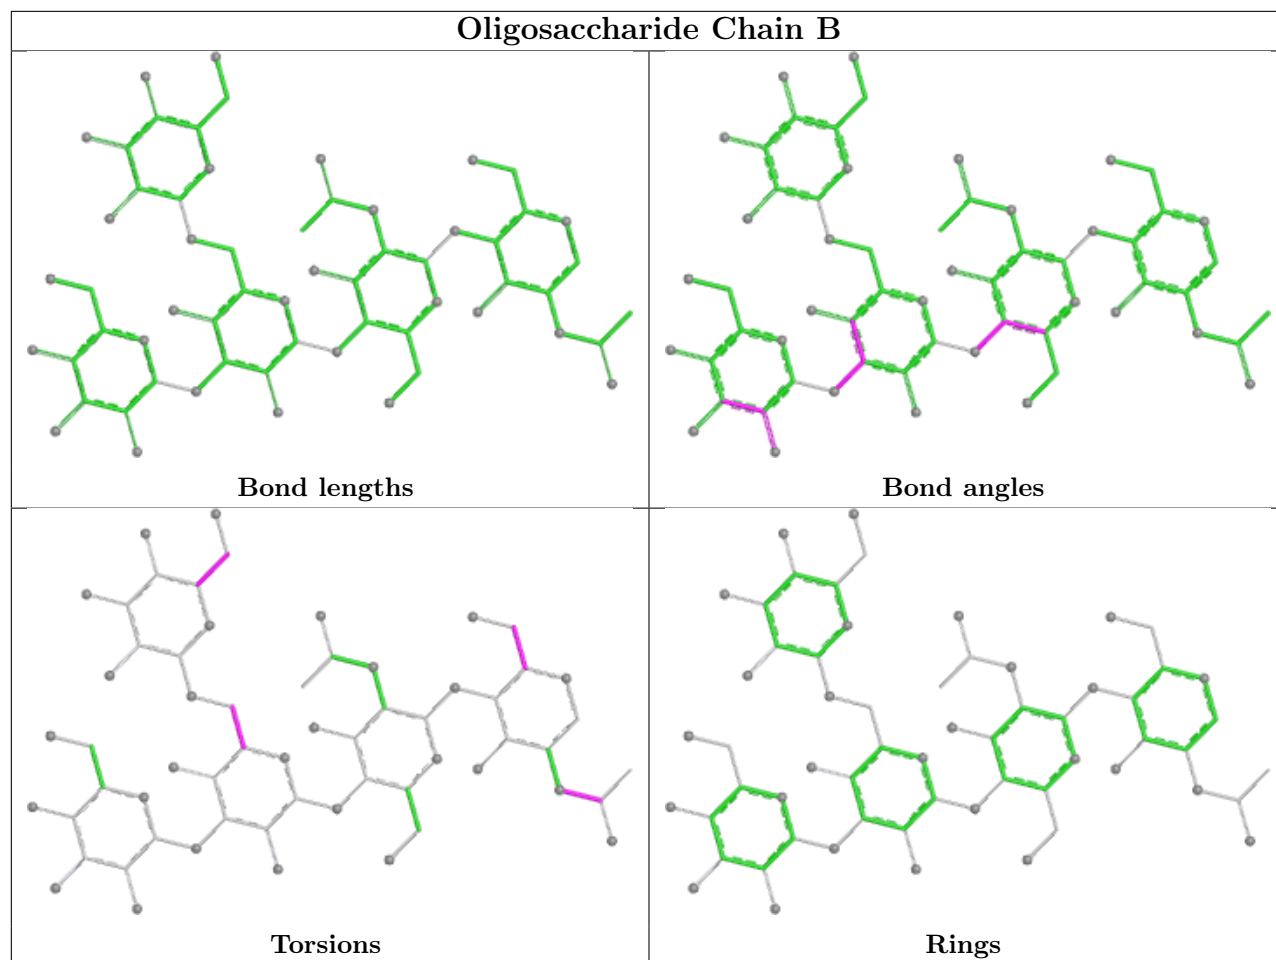 Oligosaccharide Chain B
Bond lengths
Bond angles
Torsions
Rings